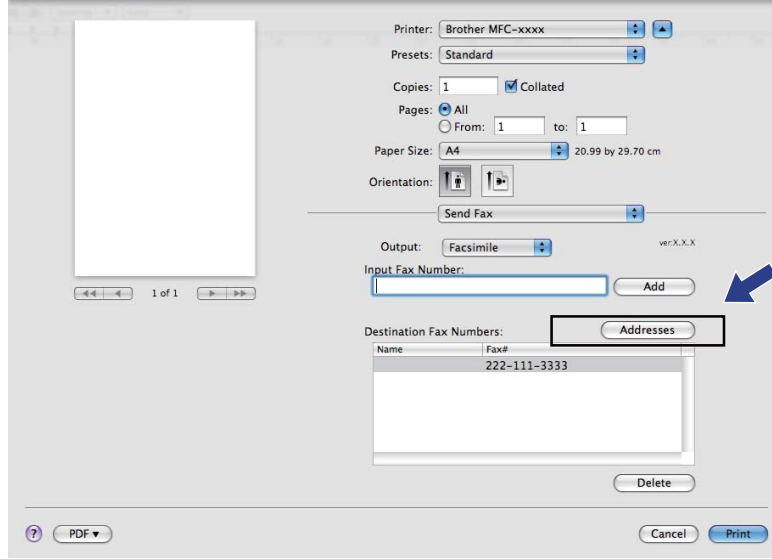 Printer: Brother MFC-xxxx
Presets: Standard
Copies: 1 Collated
Pages: All
From: 1 to: 1
Paper Size: A4 20.99 by 29.70 cm
Orientation:
Send Fax
Output: Facsimile ver.X.X.X
Input Fax Number:
Add
1 of 1
Destination Fax Numbers: Addresses
Name Fax#
222-111-3333
Delete
? PDF Cancel Print